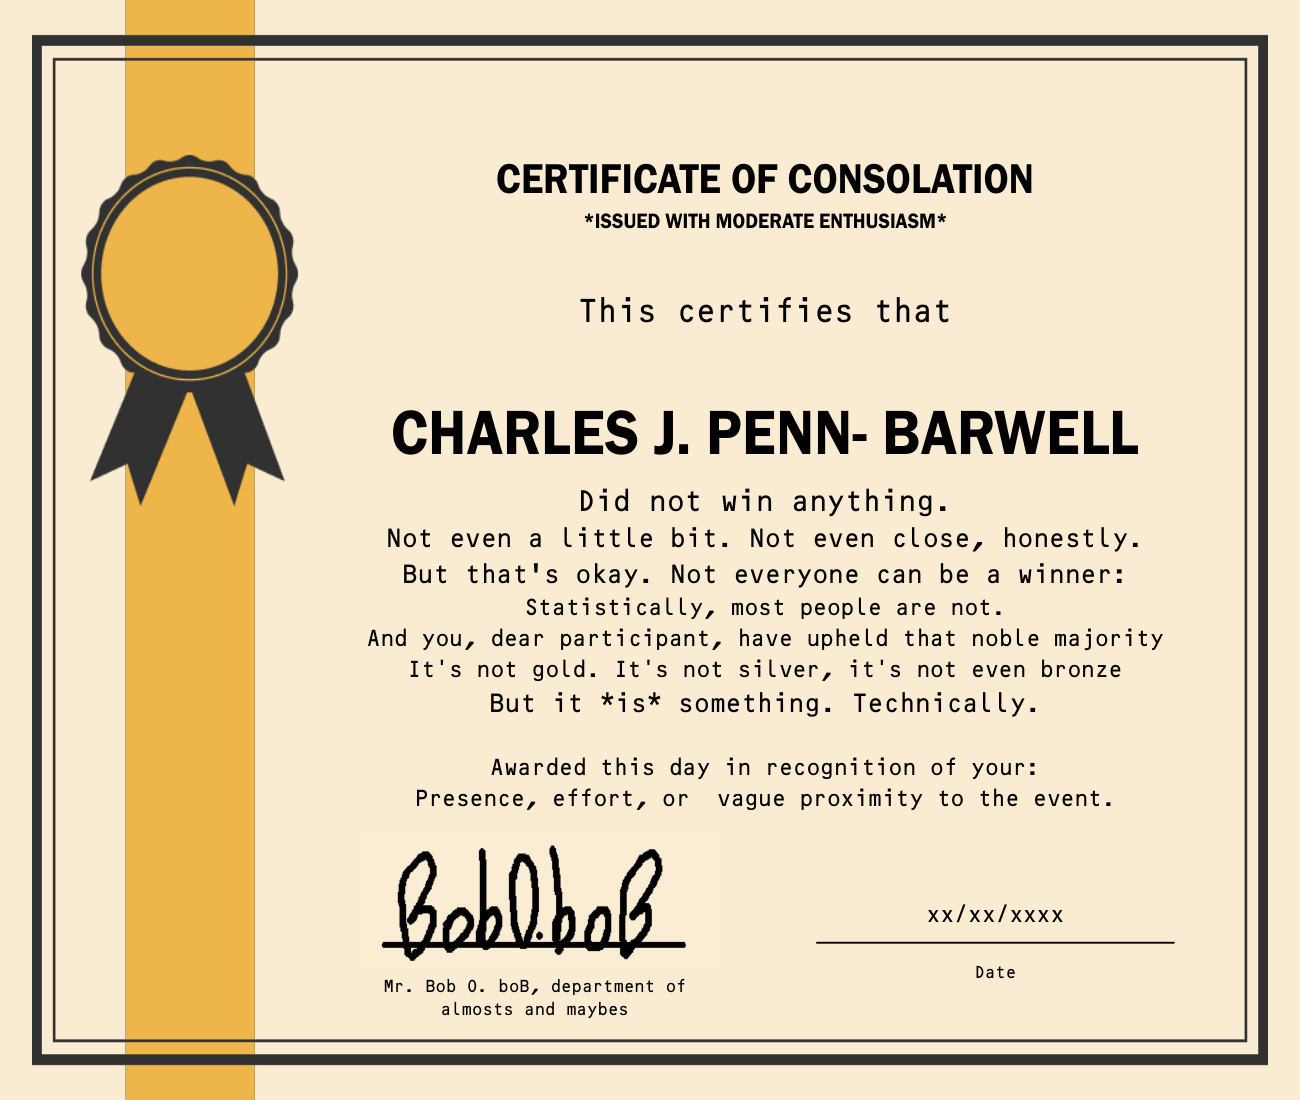 CERTIFICATE OF CONSOLATION
*ISSUED WITH MODERATE ENTHUSIASM*
This certifies that
CHARLES J. PENN- BARWELL
Did not win anything.
Not even a little bit. Not even close, honestly.
But that's okay. Not everyone can be a winner:
Statistically, most people are not.
And you, dear participant, have upheld that noble majority
It's not gold. It's not silver, it's not even bronze
But it *is* something. Technically.
Awarded this day in recognition of your:
Presence, effort, or  vague proximity to the event.
BobO.boB
Mr. Bob O. boB, department of
almosts and maybes
xx/xx/xxxx
Date